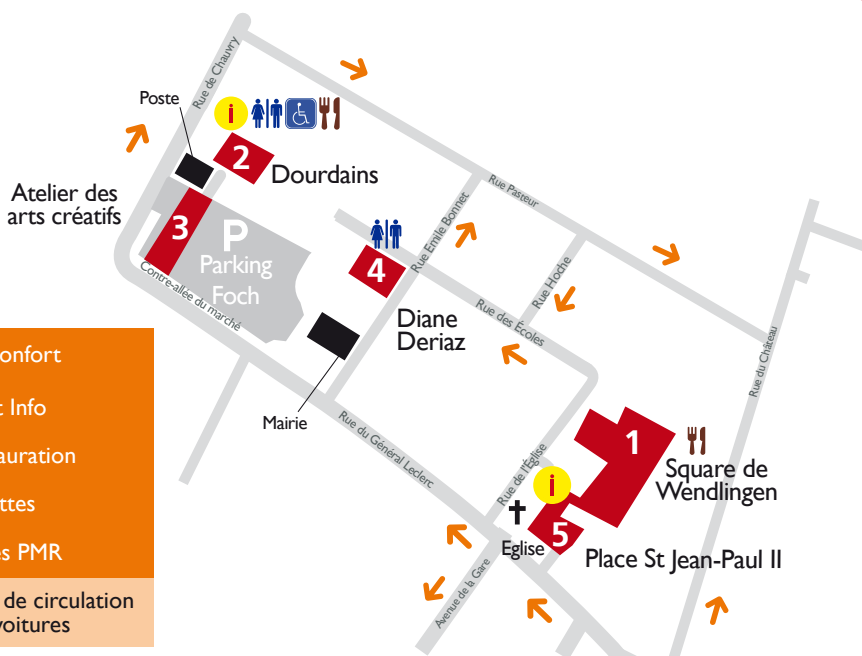 Rue de Chauvry
Poste
i
2
Dourdains
Atelier des
arts créatifs
3
P
Parking
Foch
Contre-allée du marché
4
Diane
Deriaz
Mairie
Rue Emile Bonnet
Rue Pasteur
Rue Hoche
Rue des Écoles
Rue du Château
Rue du Général Leclerc
Rue de l'Église
1
Square de
Wendlingen
i
5
Eglise
Place St Jean-Paul II
Avenue de la Gare
onfort
t Info
auration
ttes
es PMR
de circulation
voitures